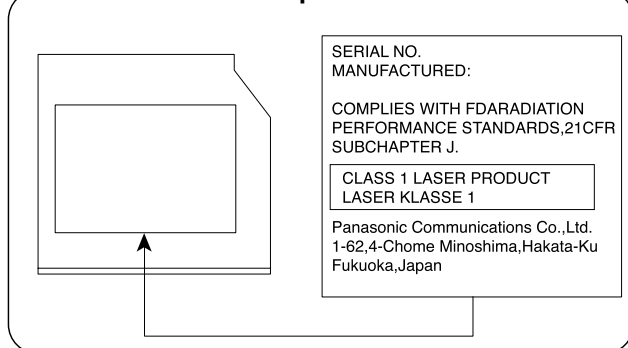 SERIAL NO.
MANUFACTURED:
COMPLIES WITH FDARADIATION
PERFORMANCE STANDARDS,21CFR
SUBCHAPTER J.
CLASS 1 LASER PRODUCT
LASER KLASSE 1
Panasonic Communications Co.,Ltd.
1-62,4-Chome Minoshima,Hakata-Ku
Fukuoka,Japan